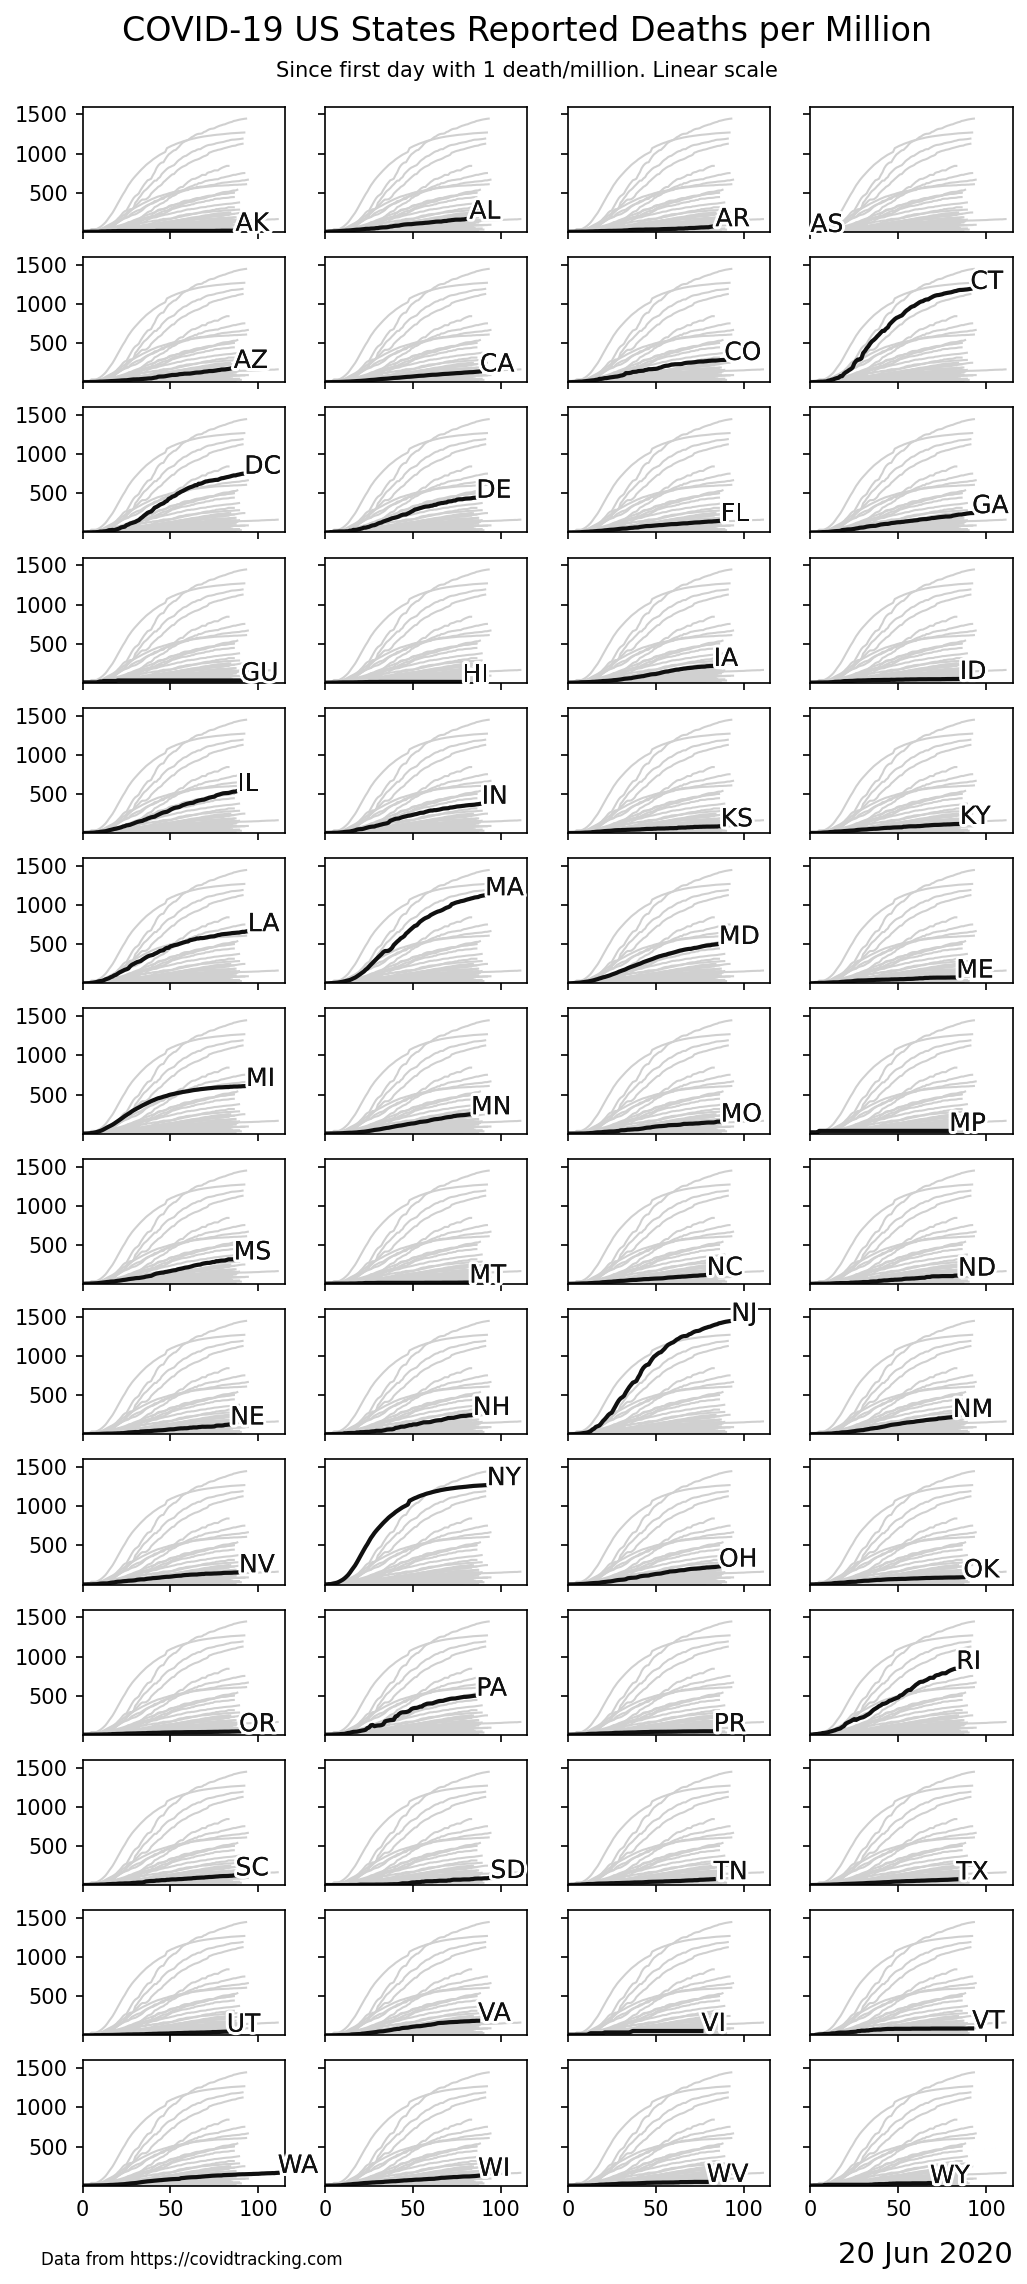 COVID-19 US States Reported Deaths per Million
Since first day with 1 death/million. Linear scale
1500
1000
500
AK
AL
AR
AS
1500
1000
500
AZ
CA
CO
CT
1500
1000
500
DC
DE
FL
GA
1500
1000
500
GU
HI
IA
ID
1500
1000
500
IL
IN
KS
KY
1500
1000
500
LA
MA
MD
ME
1500
1000
500
MI
MN
MO
MP
1500
1000
500
MS
MT
NC
ND
1500
1000
500
NE
NH
NJ
NM
1500
1000
500
NV
NY
OH
OK
1500
1000
500
OR
PA
PR
RI
1500
1000
500
SC
SD
TN
TX
1500
1000
500
UT
VA
VI
VT
1500
1000
500
WA
WI
WV
WY
0 50 100 0 50 100 0 50 100 0 50 100
Data from https://covidtracking.com
20 Jun 2020